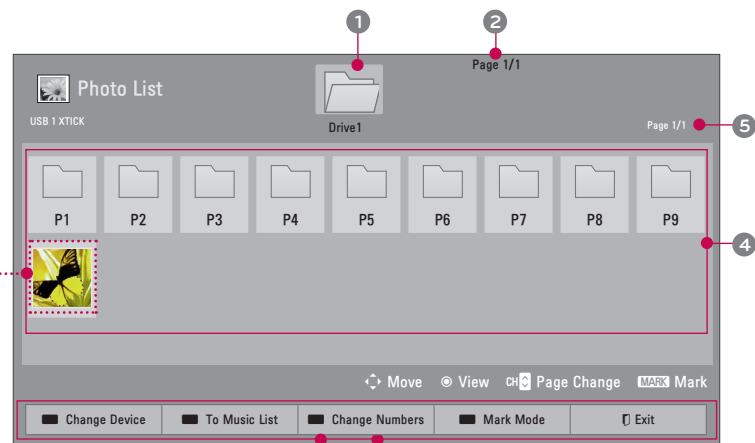 1
2
Page 1/1
Photo List
USB 1 XTICK
Drive1
Page 1/1
5
P1 P2 P3 P4 P5 P6 P7 P8 P9
4
Move View CH Page Change MARK Mark
Change Device To Music List Change Numbers Mark Mode Exit